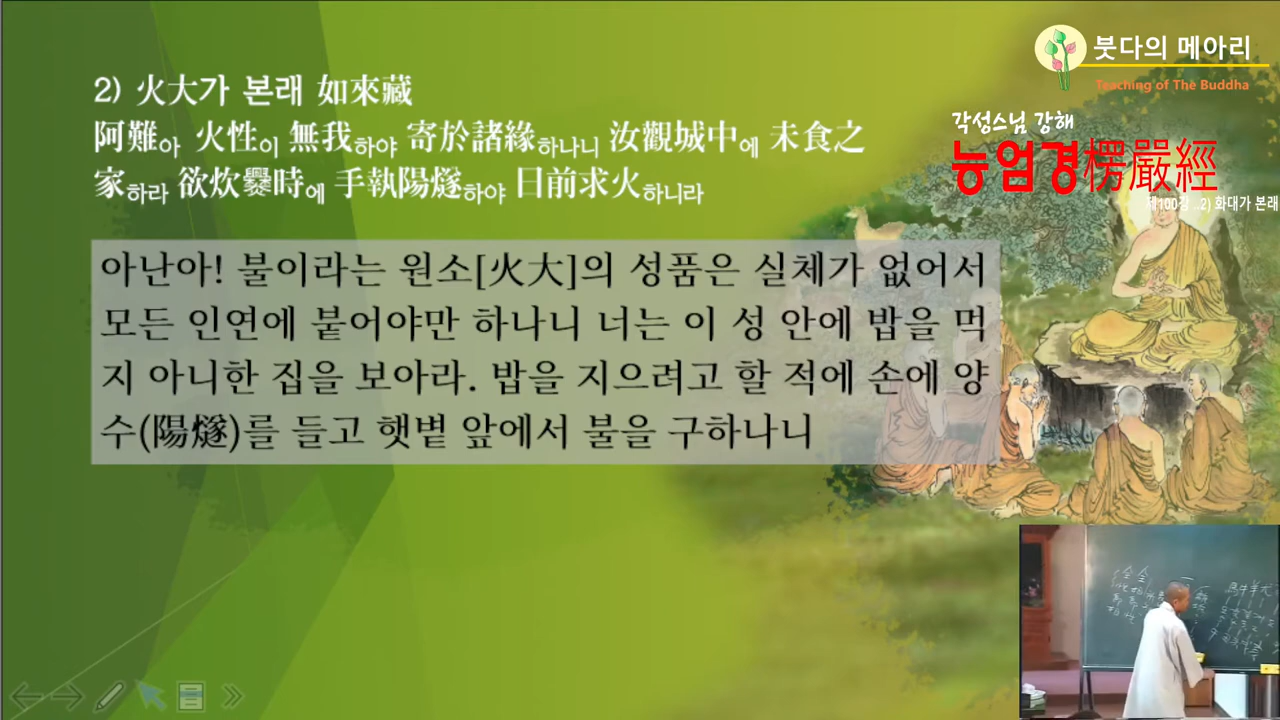 붓다의 메아리
Teaching of The Buddha
각성스님 강해
능엄경楞嚴經
제100강 ..2) 화대가 본래
2) 火大가 본래 如來藏
阿難아 火性이 無我하야 寄於諸緣하나니 汝觀城中에 未食之
家하라 欲炊爨時에 手執陽燧하야 日前求火하니라
아난아! 불이라는 원소[火大]의 성품은 실체가 없어서
모든 인연에 붙어야만 하나니 너는 이 성 안에 밥을 먹
지 아니한 집을 보아라. 밥을 지으려고 할 적에 손에 양
수(陽燧)를 들고 햇볕 앞에서 불을 구하나니